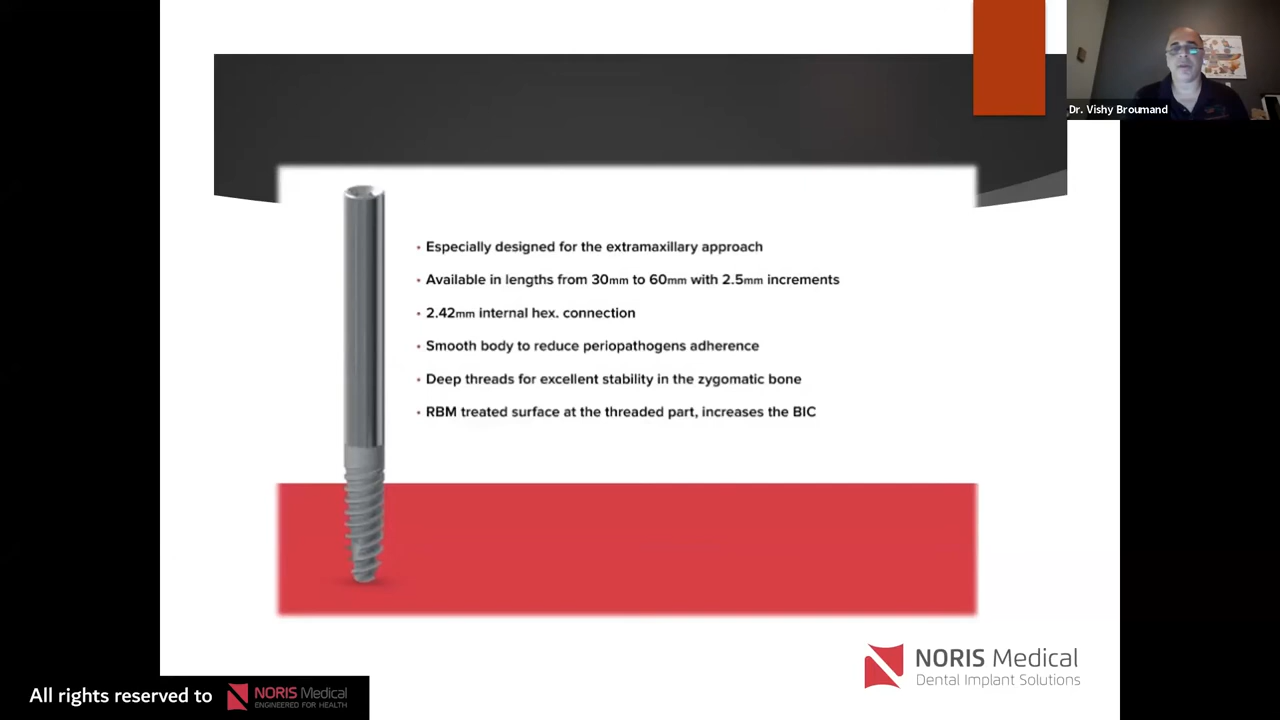 Dr. Vishy Broumand
• Especially designed for the extramaxillary approach
• Available in lengths from 30mm to 60mm with 2.5mm increments
• 2.42mm internal hex. connection
• Smooth body to reduce periopathogens adherence
• Deep threads for excellent stability in the zygomatic bone
• RBM treated surface at the threaded part, increases the BIC
NORIS Medical
Dental Implant Solutions
All rights reserved to NORIS Medical
ENGINEERED FOR HEALTH